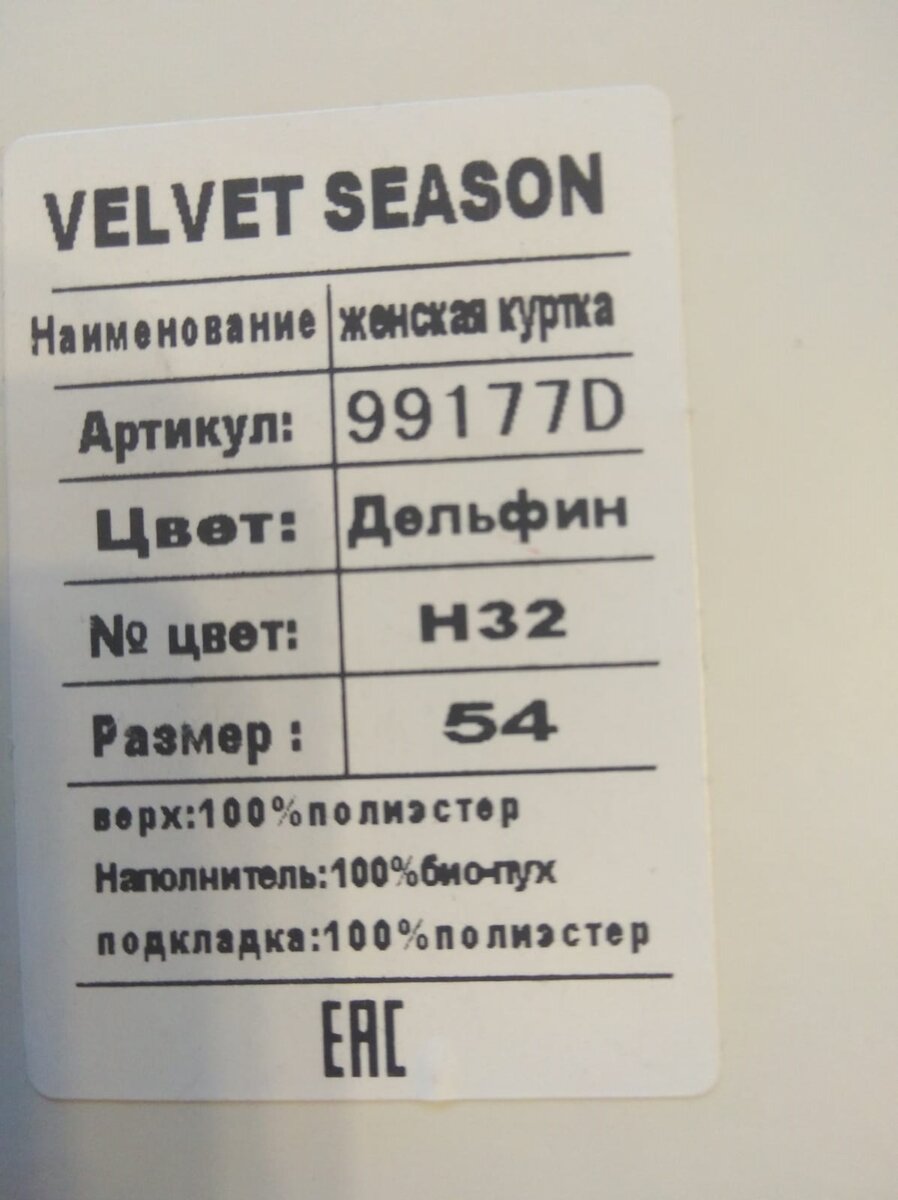 VELVET SEASON
Наименование женская куртка
Артикул: 99177D
Цвет: Дельфин
№ цвет: H32
Размер : 54
верх:100%полиэстер
Наполнитель:100%био-пух
подкладка:100%полиэстер
EAC